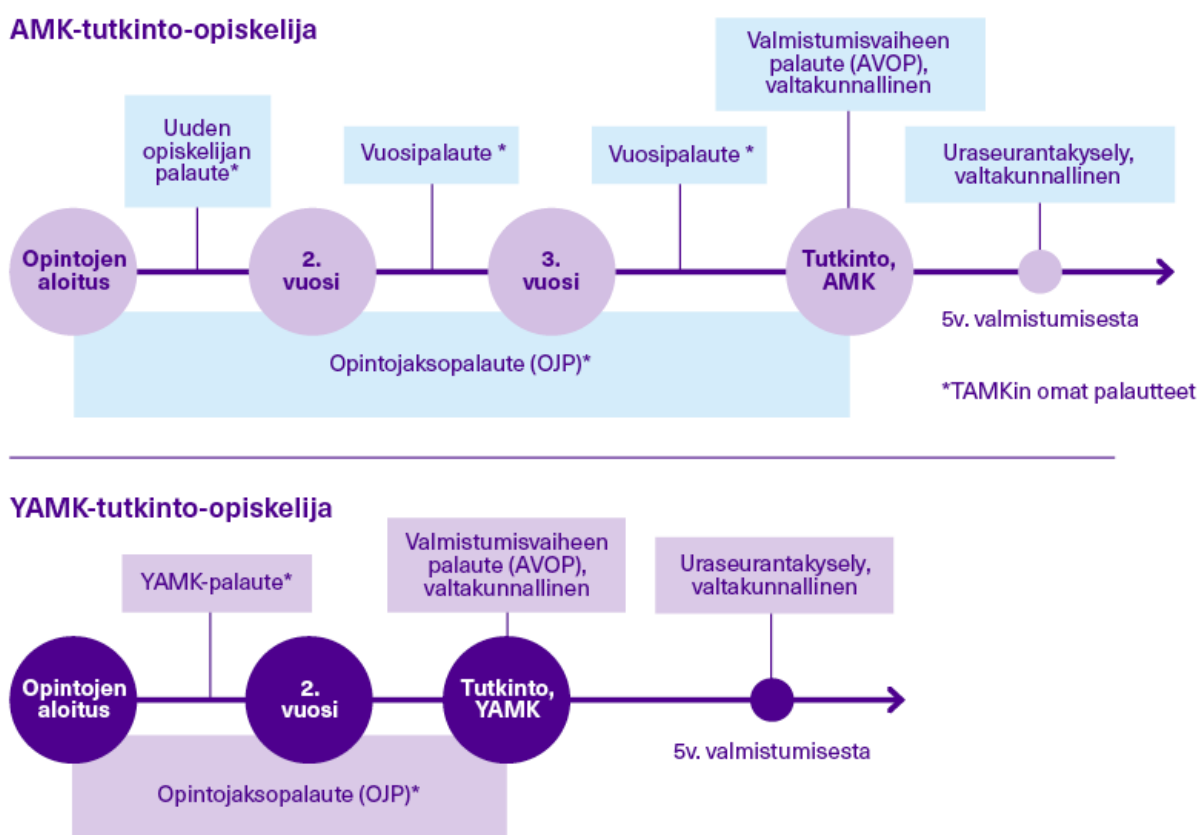 AMK-tutkinto-opiskelija
Valmistumisvaiheen
palaute (AVOP),
valtakunnallinen
Uuden
opiskelijan
palaute*
Vuosipalaute *
Vuosipalaute *
Uraseurantakysely,
valtakunnallinen
Opintojen
aloitus
2.
vuosi
3.
vuosi
Tutkinto,
AMK
5v. valmistumisesta
Opintojaksopalaute (OJP)*
*TAMKin omat palautteet
YAMK-tutkinto-opiskelija
YAMK-palaute*
Valmistumisvaiheen
palaute (AVOP),
valtakunnallinen
Uraseurantakysely,
valtakunnallinen
Opintojen
aloitus
2.
vuosi
Tutkinto,
YAMK
5v. valmistumisesta
Opintojaksopalaute (OJP)*